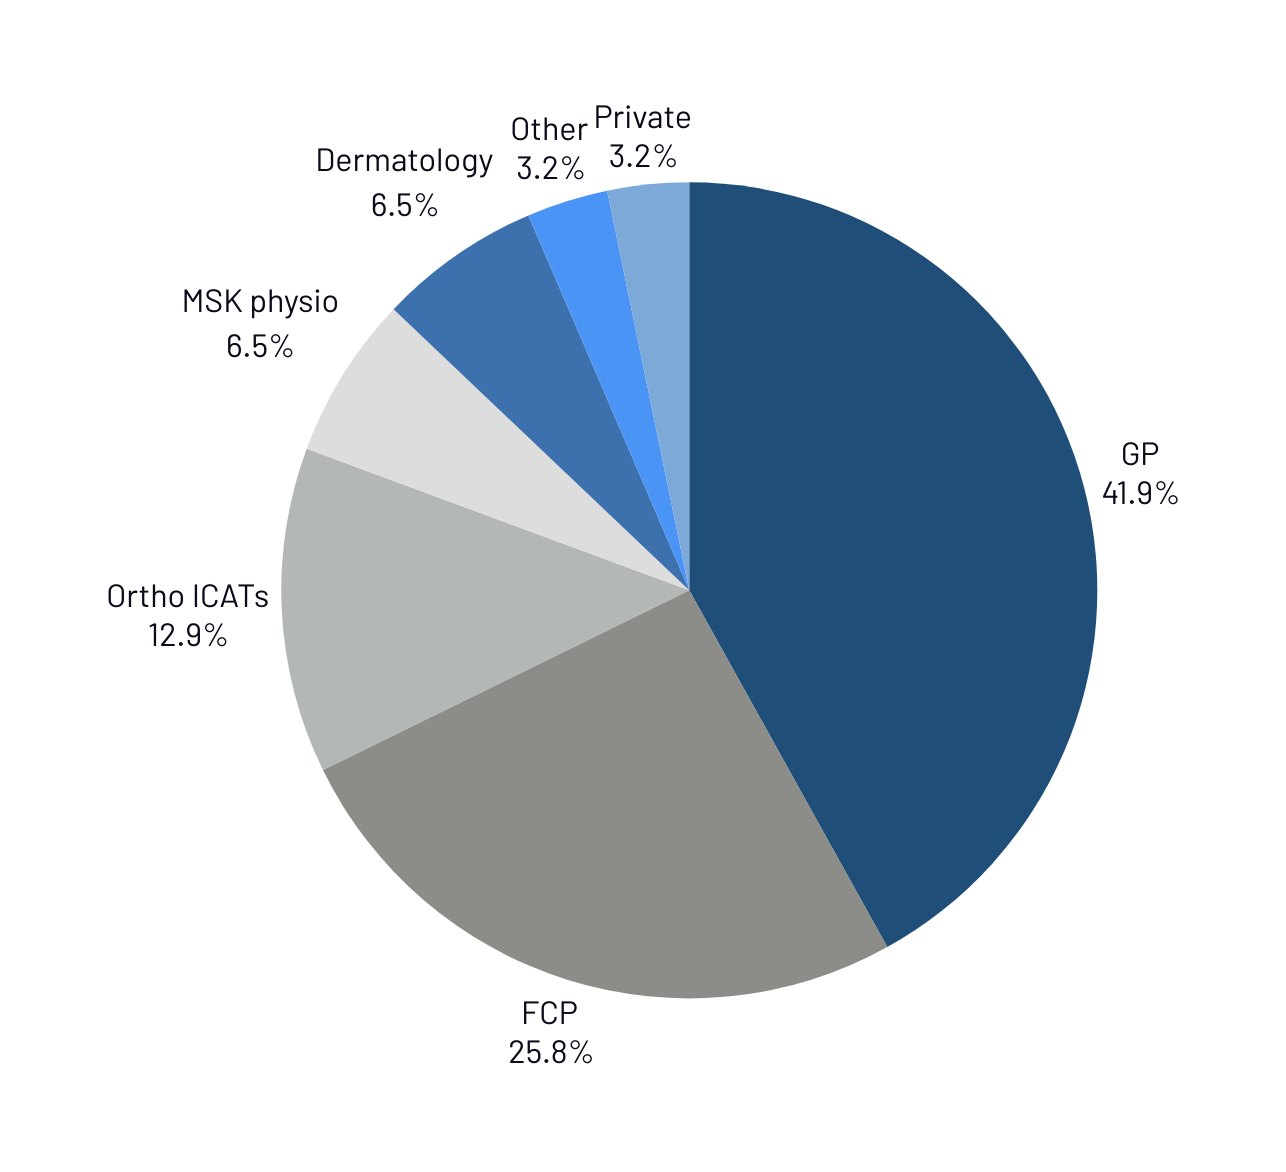 Private
3.2%
Other
3.2%
Dermatology
6.5%
MSK physio
6.5%
GP
41.9%
Ortho ICATs
12.9%
FCP
25.8%